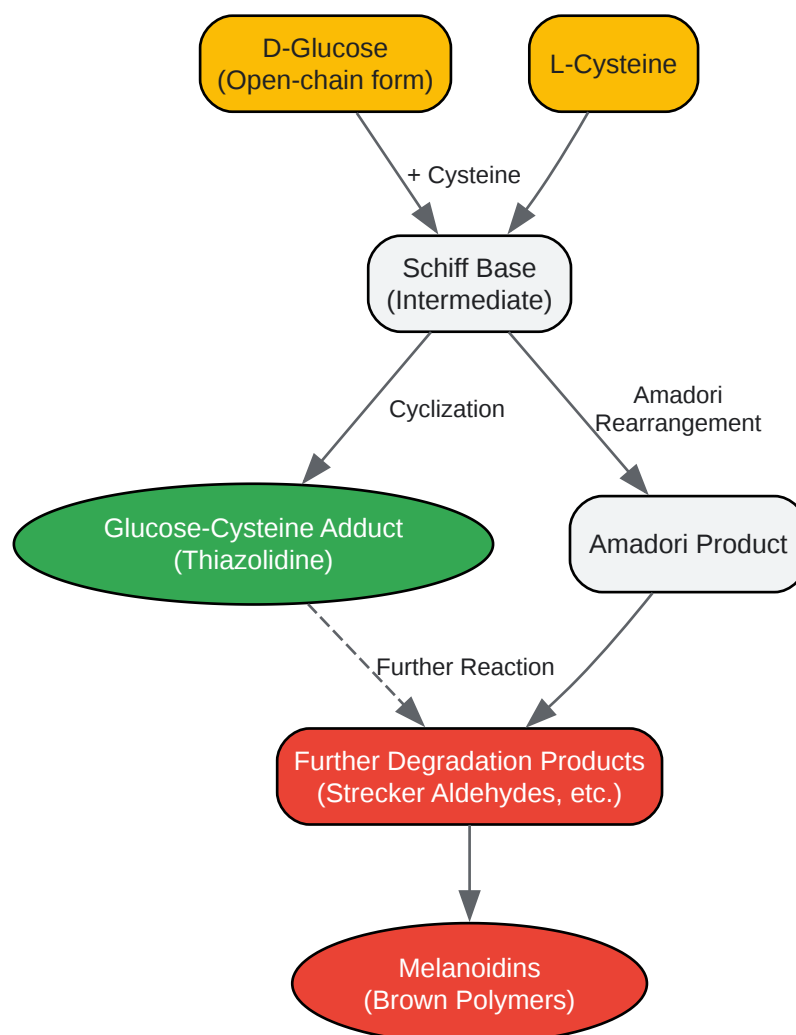 D-Glucose
(Open-chain form)
L-Cysteine
+ Cysteine
Schiff Base
(Intermediate)
Cyclization
Amadori
Rearrangement
Glucose-Cysteine Adduct
(Thiazolidine)
Amadori Product
Further Reaction
Further Degradation Products
(Strecker Aldehydes, etc.)
Melanoidins
(Brown Polymers)